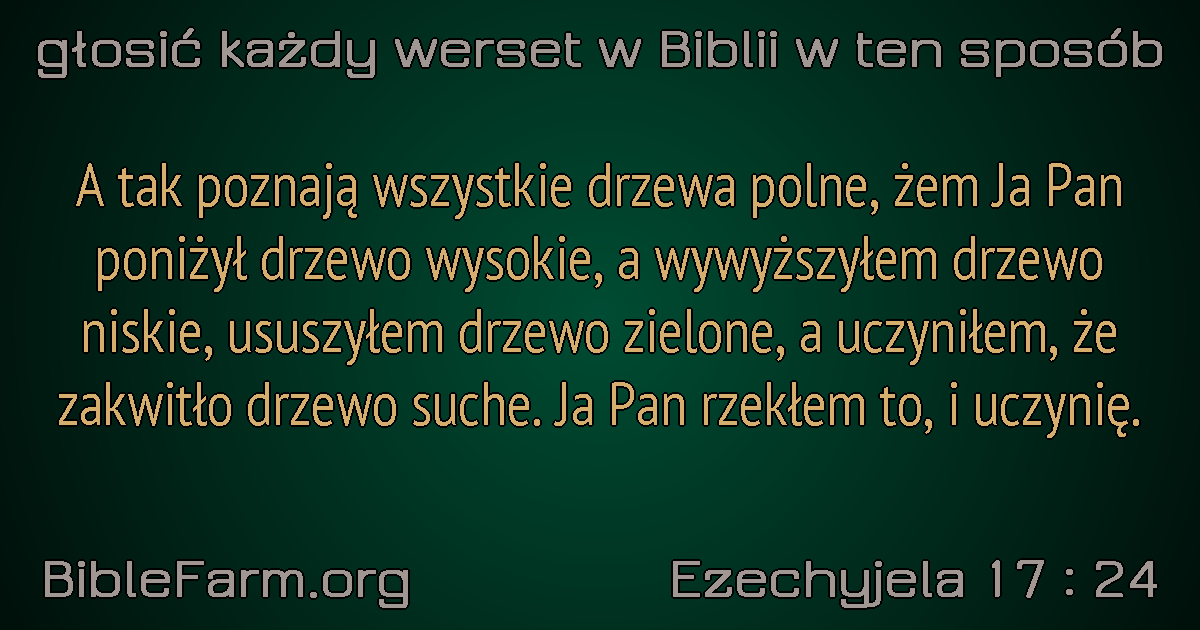 głosić każdy werset w Biblii w ten sposób
A tak poznają wszystkie drzewa polne, żem Ja Pan
poniżył drzewo wysokie, a wywyższyłem drzewo
niskie, ususzyłem drzewo zielone, a uczyniłem, że
zakwitło drzewo suche. Ja Pan rzekłem to, i uczynię.
BibleFarm.org
Ezechyjela 17 : 24